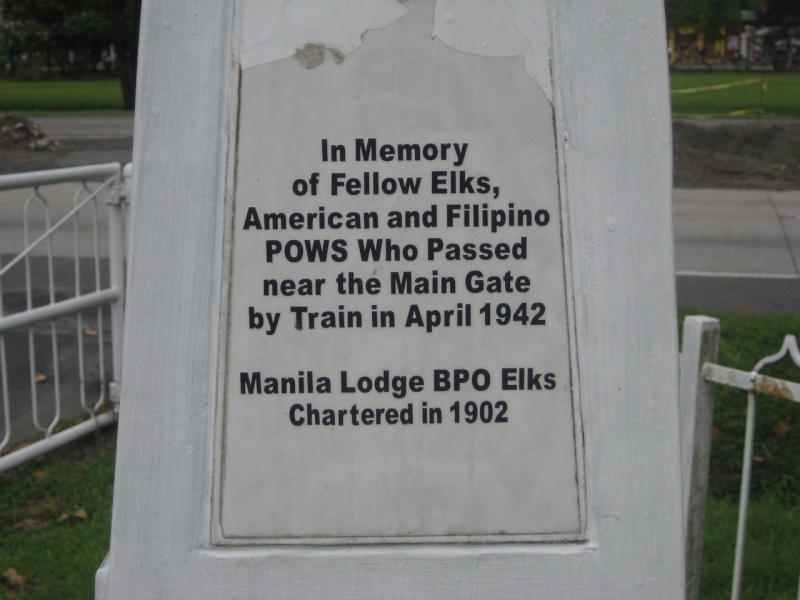 In Memory
of Fellow Elks,
American and Filipino
POWS Who Passed
near the Main Gate
by Train in April 1942
Manila Lodge BPO Elks
Chartered in 1902